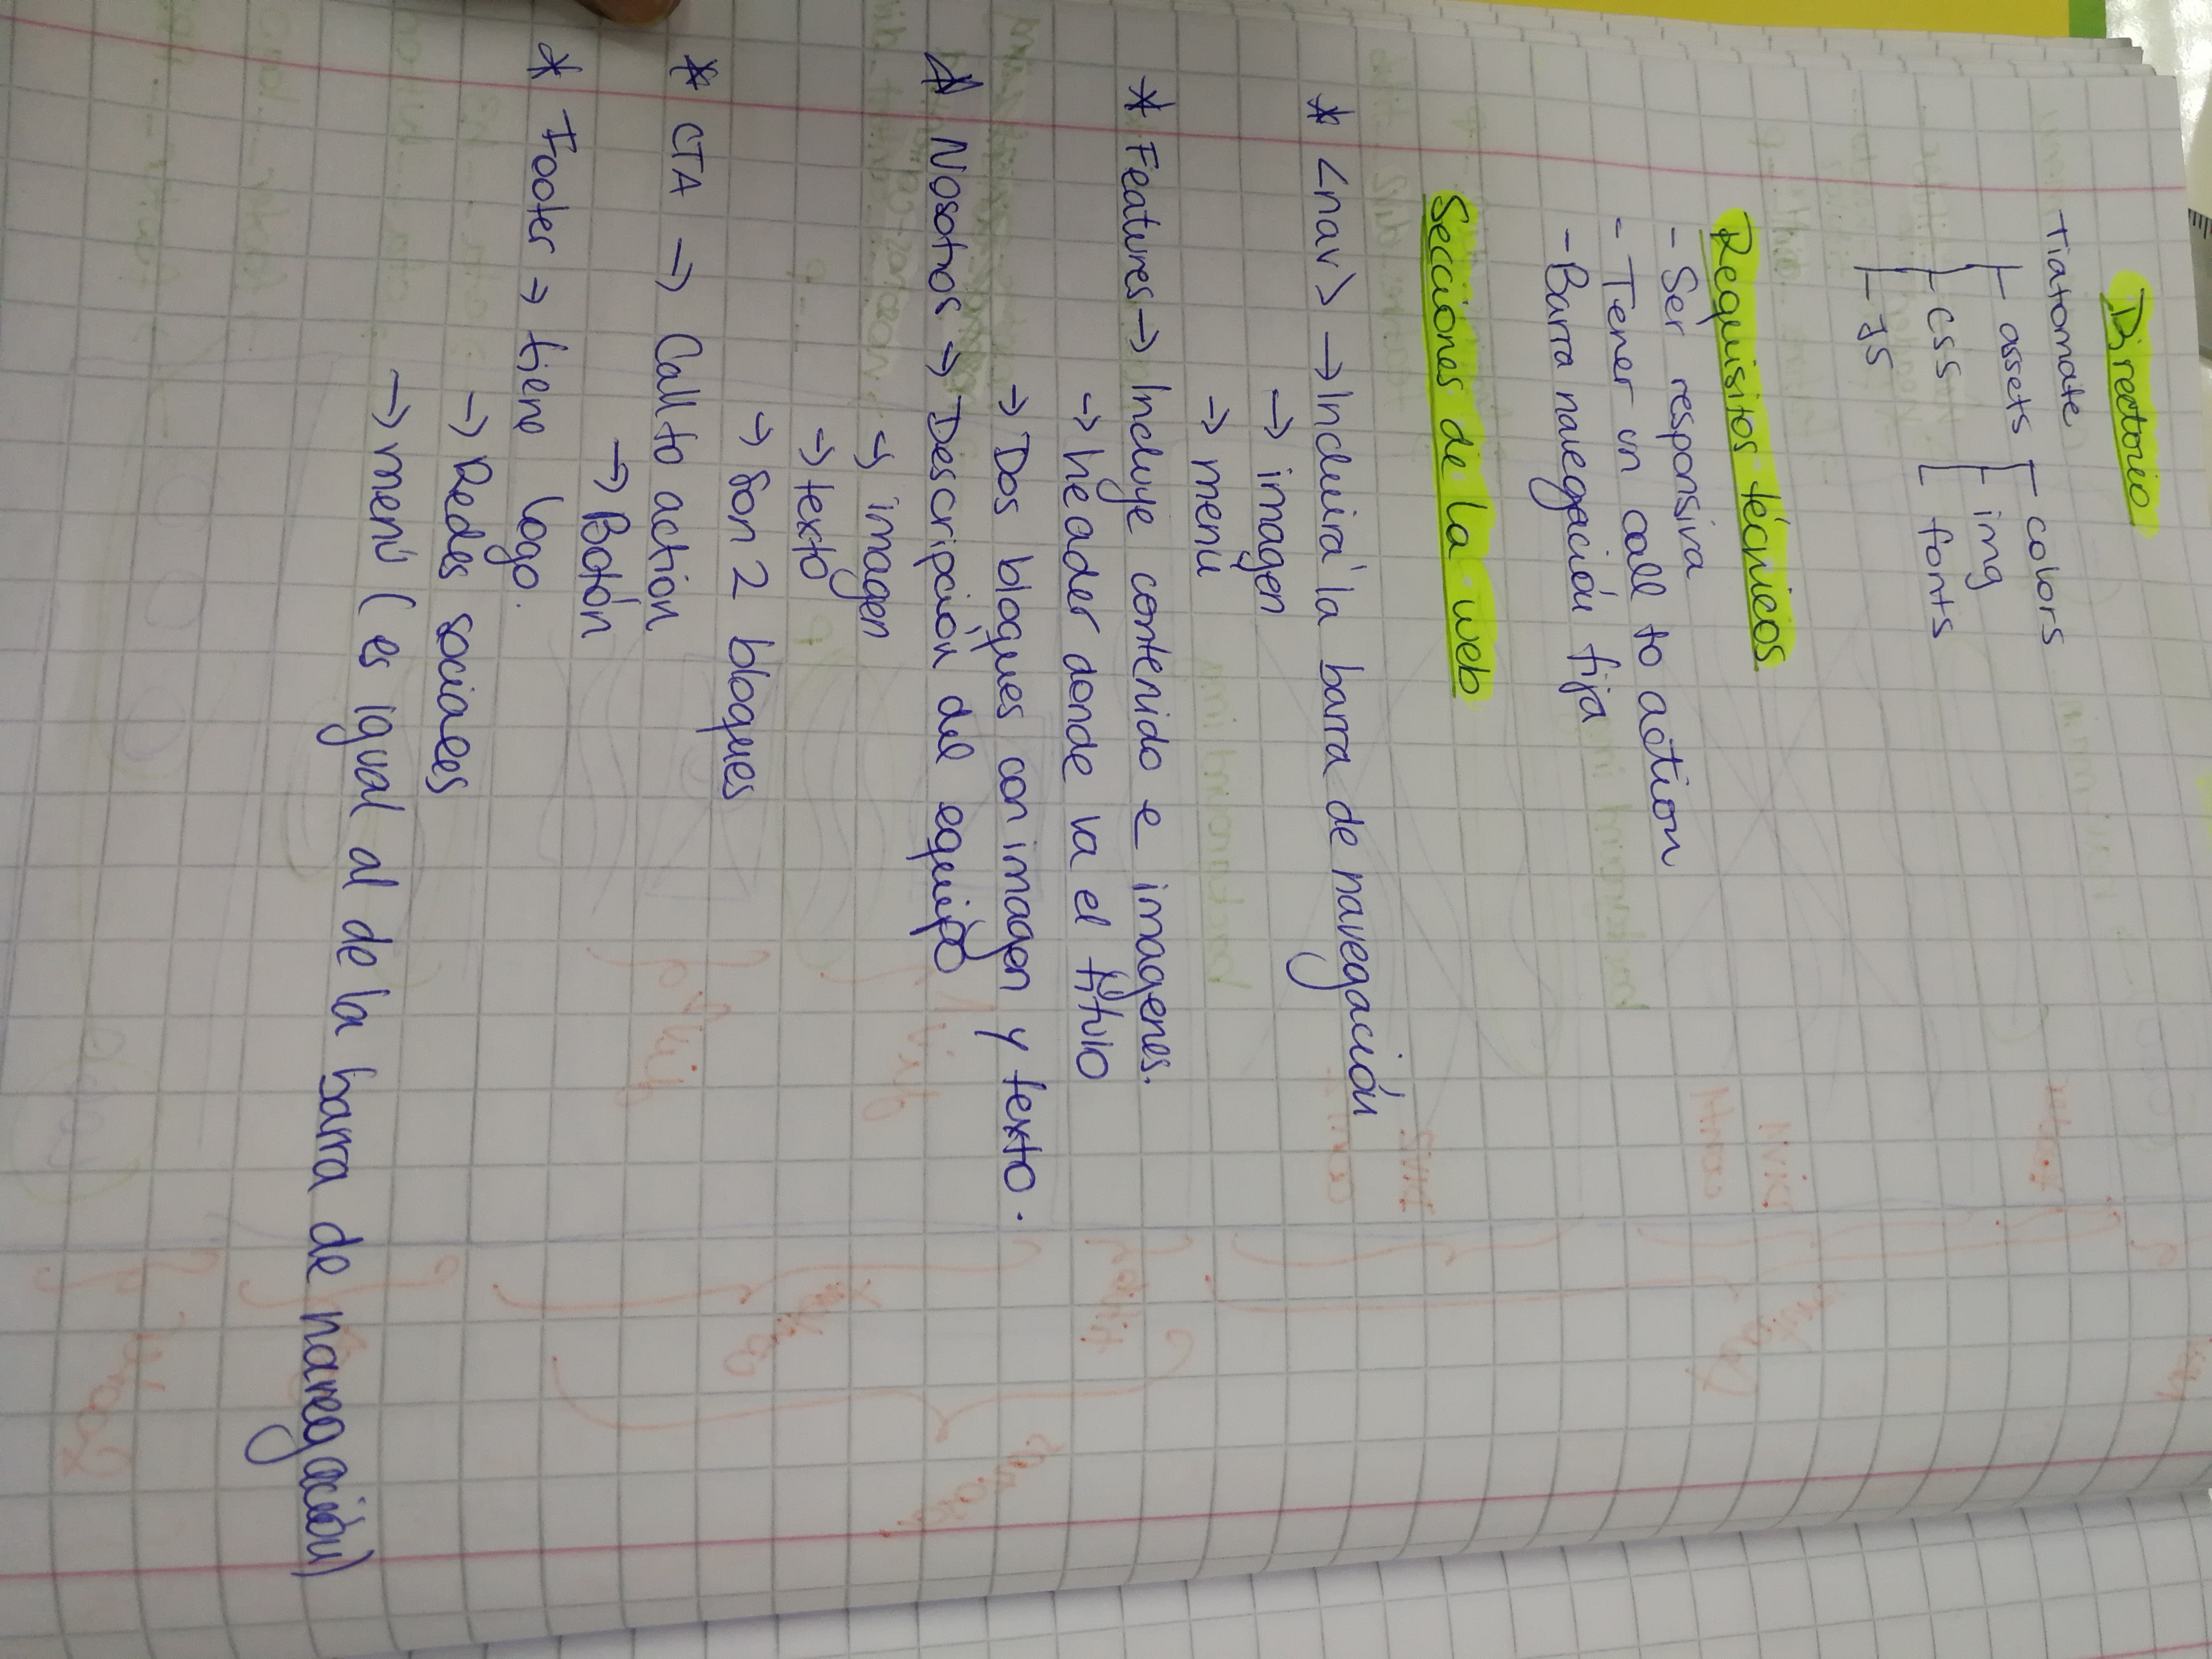 Directorio
Tiatomate
assets
colors
img
fonts
css
JS
Requisitos técnicos
- Ser responsiva
- Tener un call to action
- Barra navegación fija
Secciones de la web
* <nav> → Incluirá la barra de navegación
→ imagen
→ menu
* Features → Incluye contenido e imagenes.
→ header donde va el título
→ Dos bloques con imagen y texto.
* Nosotros → Descripción del equipo
→ imagen
→ texto
→ Son 2 bloques
* CTA → Call to action
→ Botón
* Footer → tiene logo.
→ Redes sociales
→ menú (es igual al de la barra de navegación)